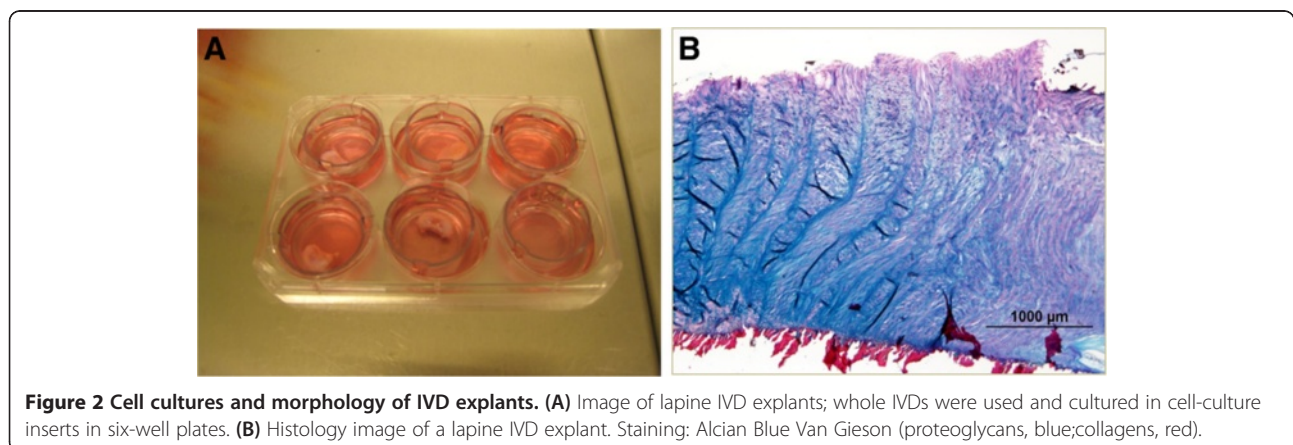 A
B
1000 µm
Figure 2 Cell cultures and morphology of IVD explants. (A) Image of lapine IVD explants; whole IVDs were used and cultured in cell-culture
inserts in six-well plates. (B) Histology image of a lapine IVD explant. Staining: Alcian Blue Van Gieson (proteoglycans, blue;collagens, red).